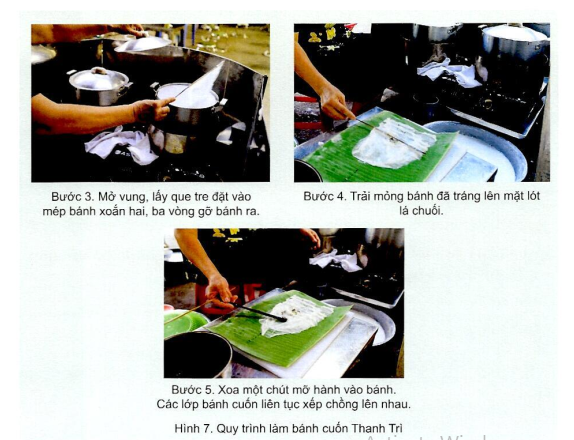 Bước 3. Mở vung, lấy que tre đặt vào
mép bánh xoắn hai, ba vòng gỡ bánh ra.
Bước 4. Trải mỏng bánh đã tráng lên mặt lót
lá chuối.
Bước 5. Xoa một chút mỡ hành vào bánh.
Các lớp bánh cuốn liên tục xếp chồng lên nhau.
Hình 7. Quy trình làm bánh cuốn Thanh Trì